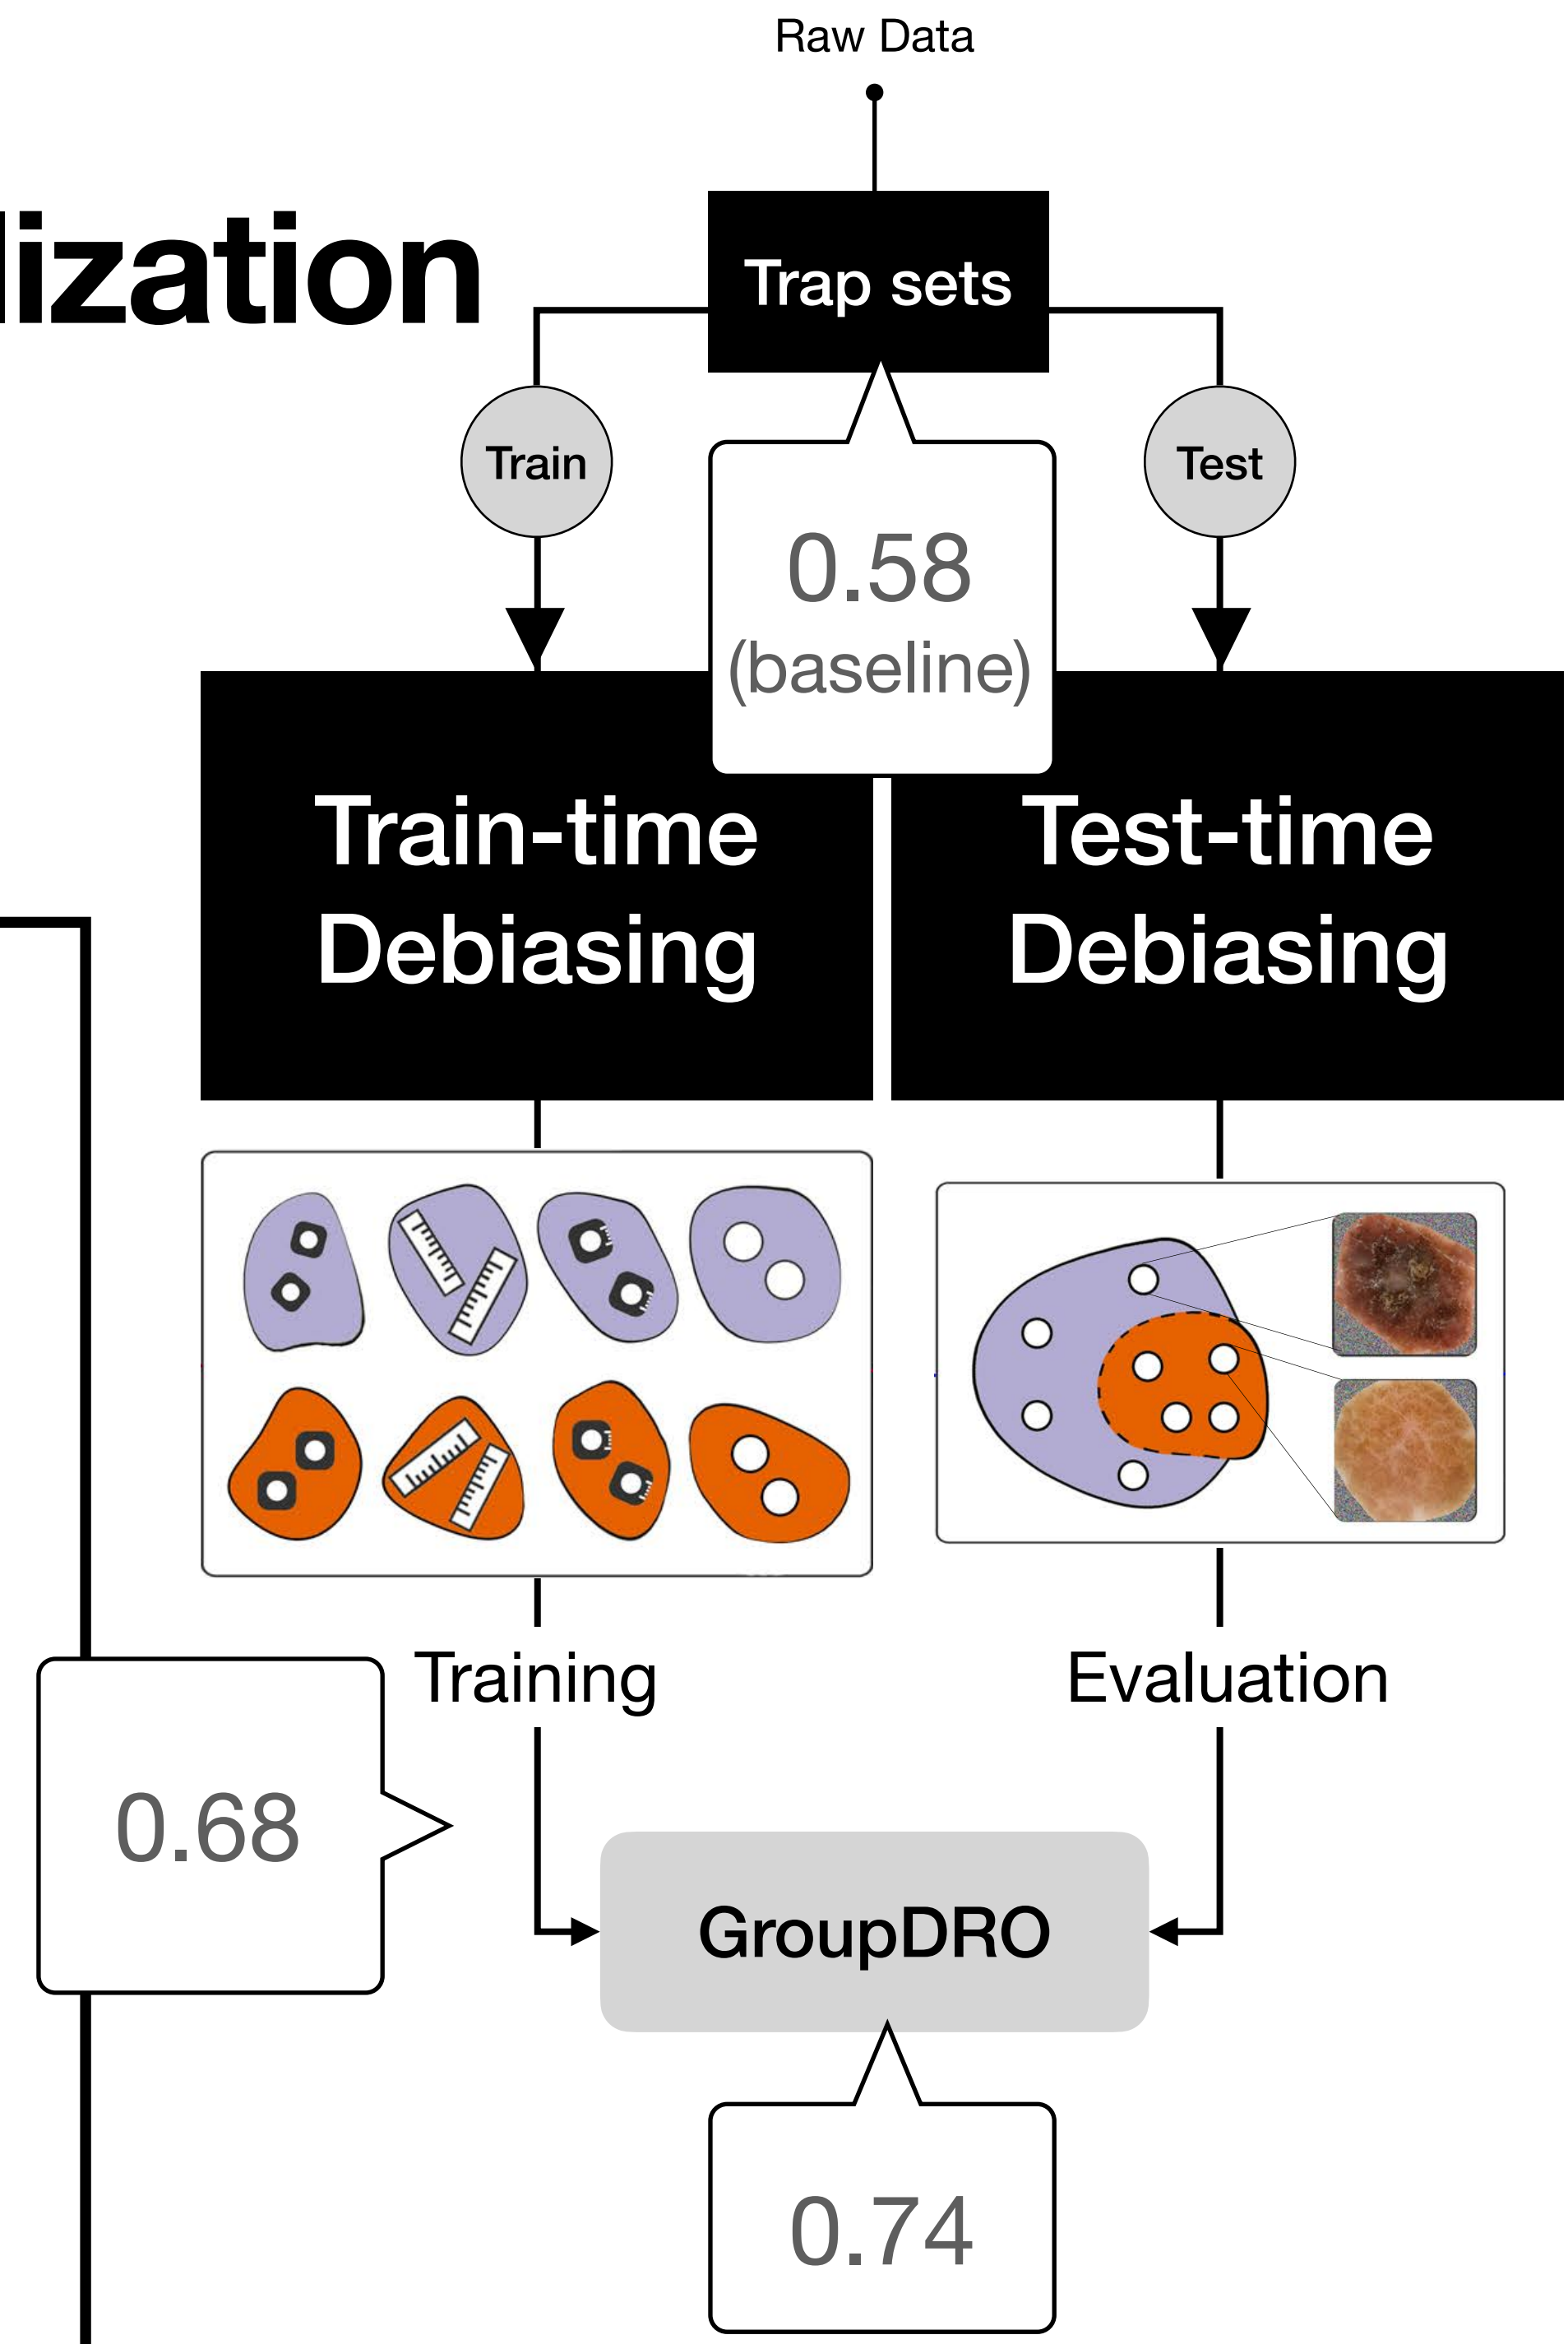 Raw Data
lization
Trap sets
Train
Test
0.58
(baseline)
Train-time
Debiasing
Test-time
Debiasing
Training
Evaluation
0.68
GroupDRO
0.74